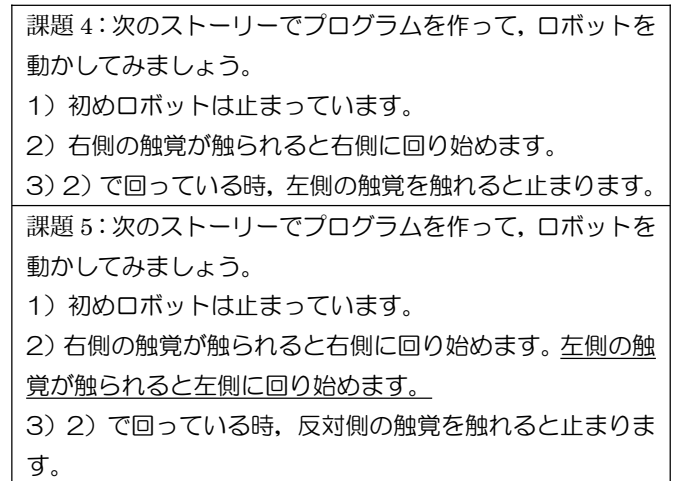 課題 4：次のストーリーでプログラムを作って，ロボットを
動かしてみましょう。
1）初めロボットは止まっています。
2）右側の触覚が触られると右側に回り始めます。
3）2）で回っている時，左側の触覚を触れると止まります。
課題 5：次のストーリーでプログラムを作って，ロボットを
動かしてみましょう。
1）初めロボットは止まっています。
2）右側の触覚が触られると右側に回り始めます。左側の触
覚が触られると左側に回り始めます。
3）2）で回っている時，反対側の触覚を触れると止まりま
す。